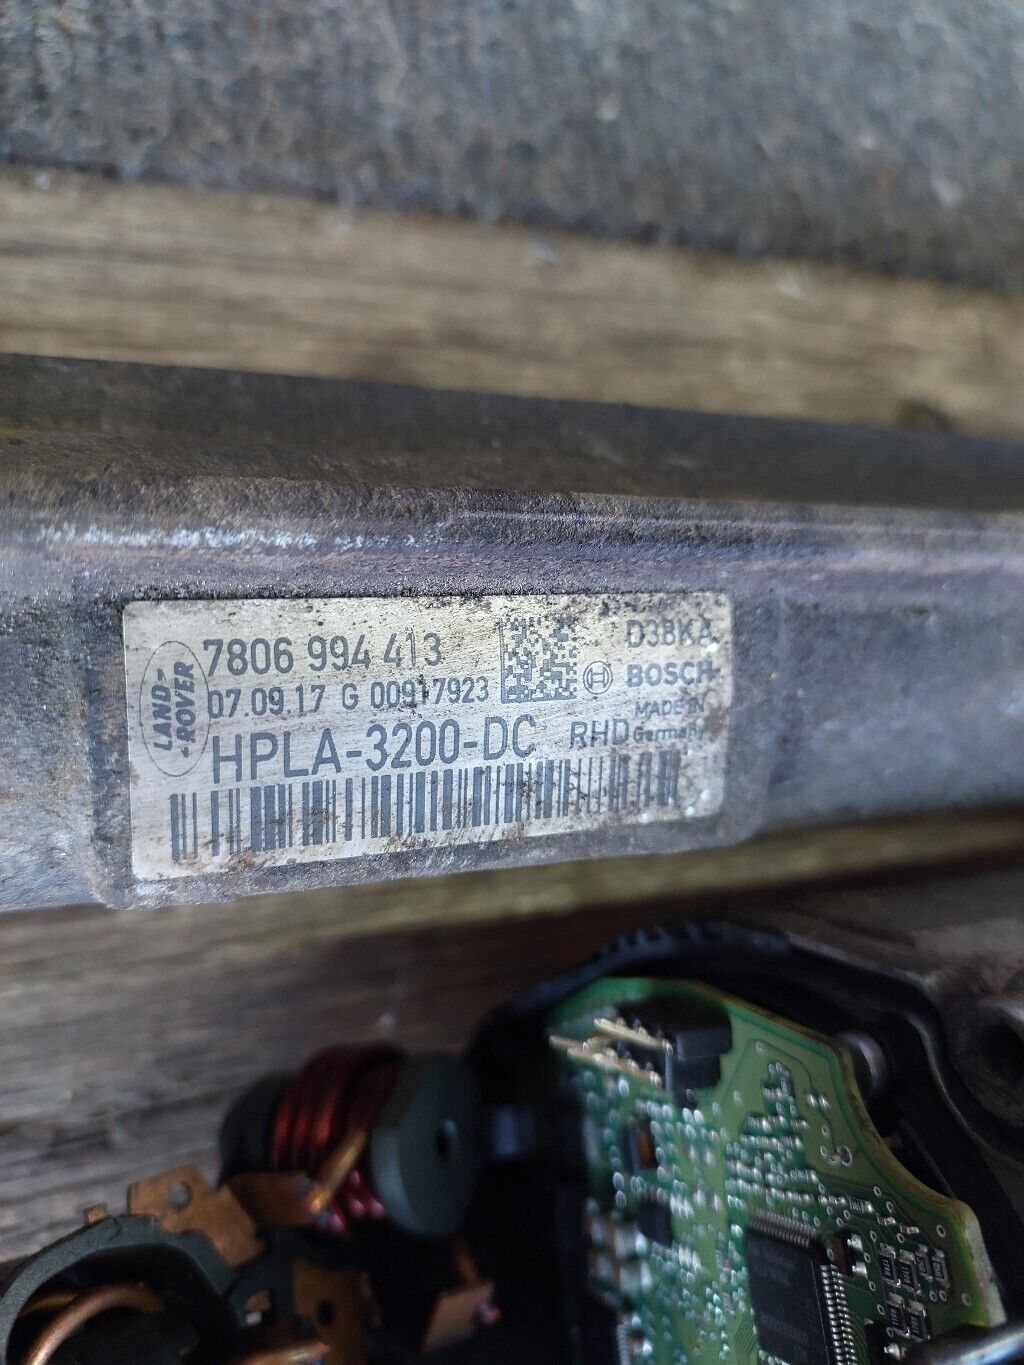 LAND-
-ROVER
7806 994 413
07.09.17 G 00917923
HPLA-3200-DC RHD
D38KA
BOSCH
MADE IN
Germany